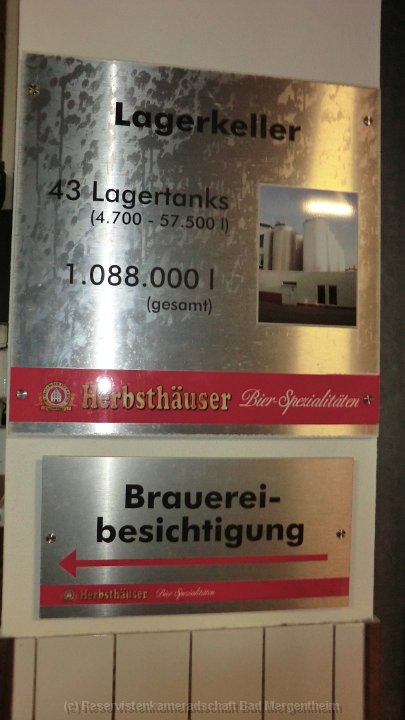 Lagerkeller
43 Lagertanks
(4.700 - 57.500 l)
1.088.000 l
(gesamt)
Herbsthäuser Bier-Spezialitäten
Brauerei-
besichtigung
Herbsthäuser Bier-Spezialitäten
(c) Reservistenkameradschaft Bad Mergentheim